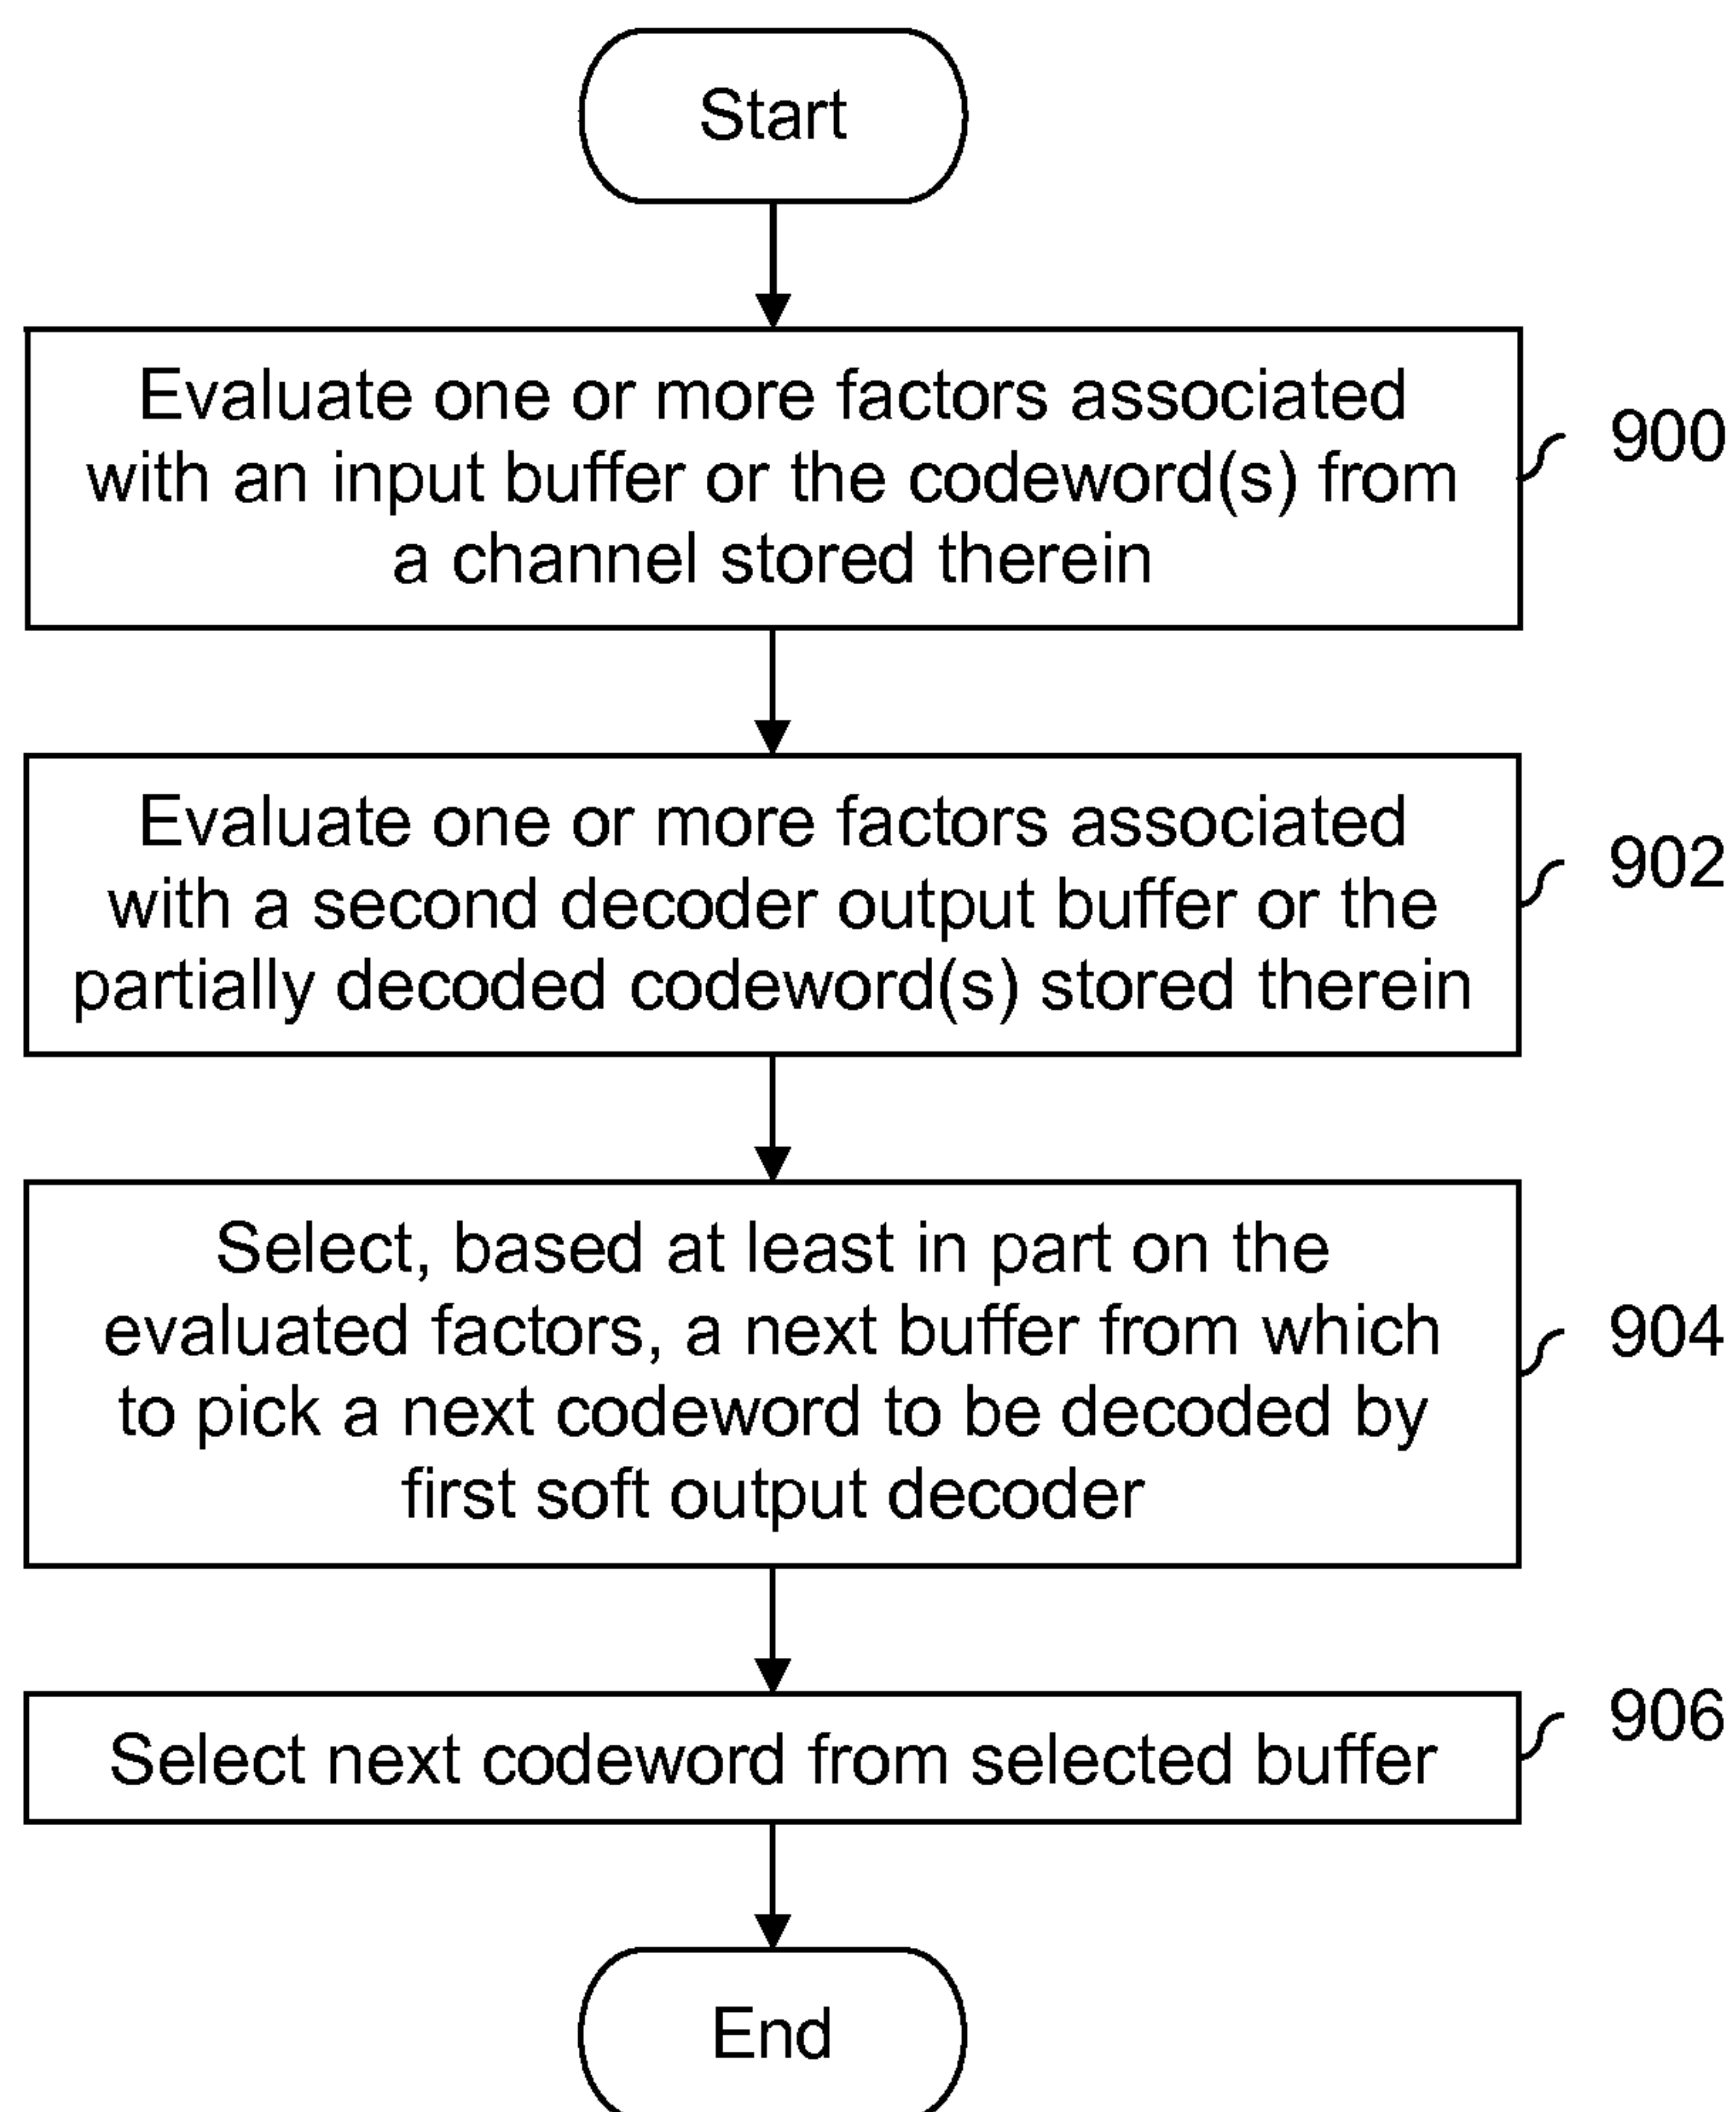 Start
Evaluate one or more factors associated
with an input buffer or the codeword(s) from
a channel stored therein
900
Evaluate one or more factors associated
with a second decoder output buffer or the
partially decoded codeword(s) stored therein
902
Select, based at least in part on the
evaluated factors, a next buffer from which
to pick a next codeword to be decoded by
first soft output decoder
904
Select next codeword from selected buffer
906
End